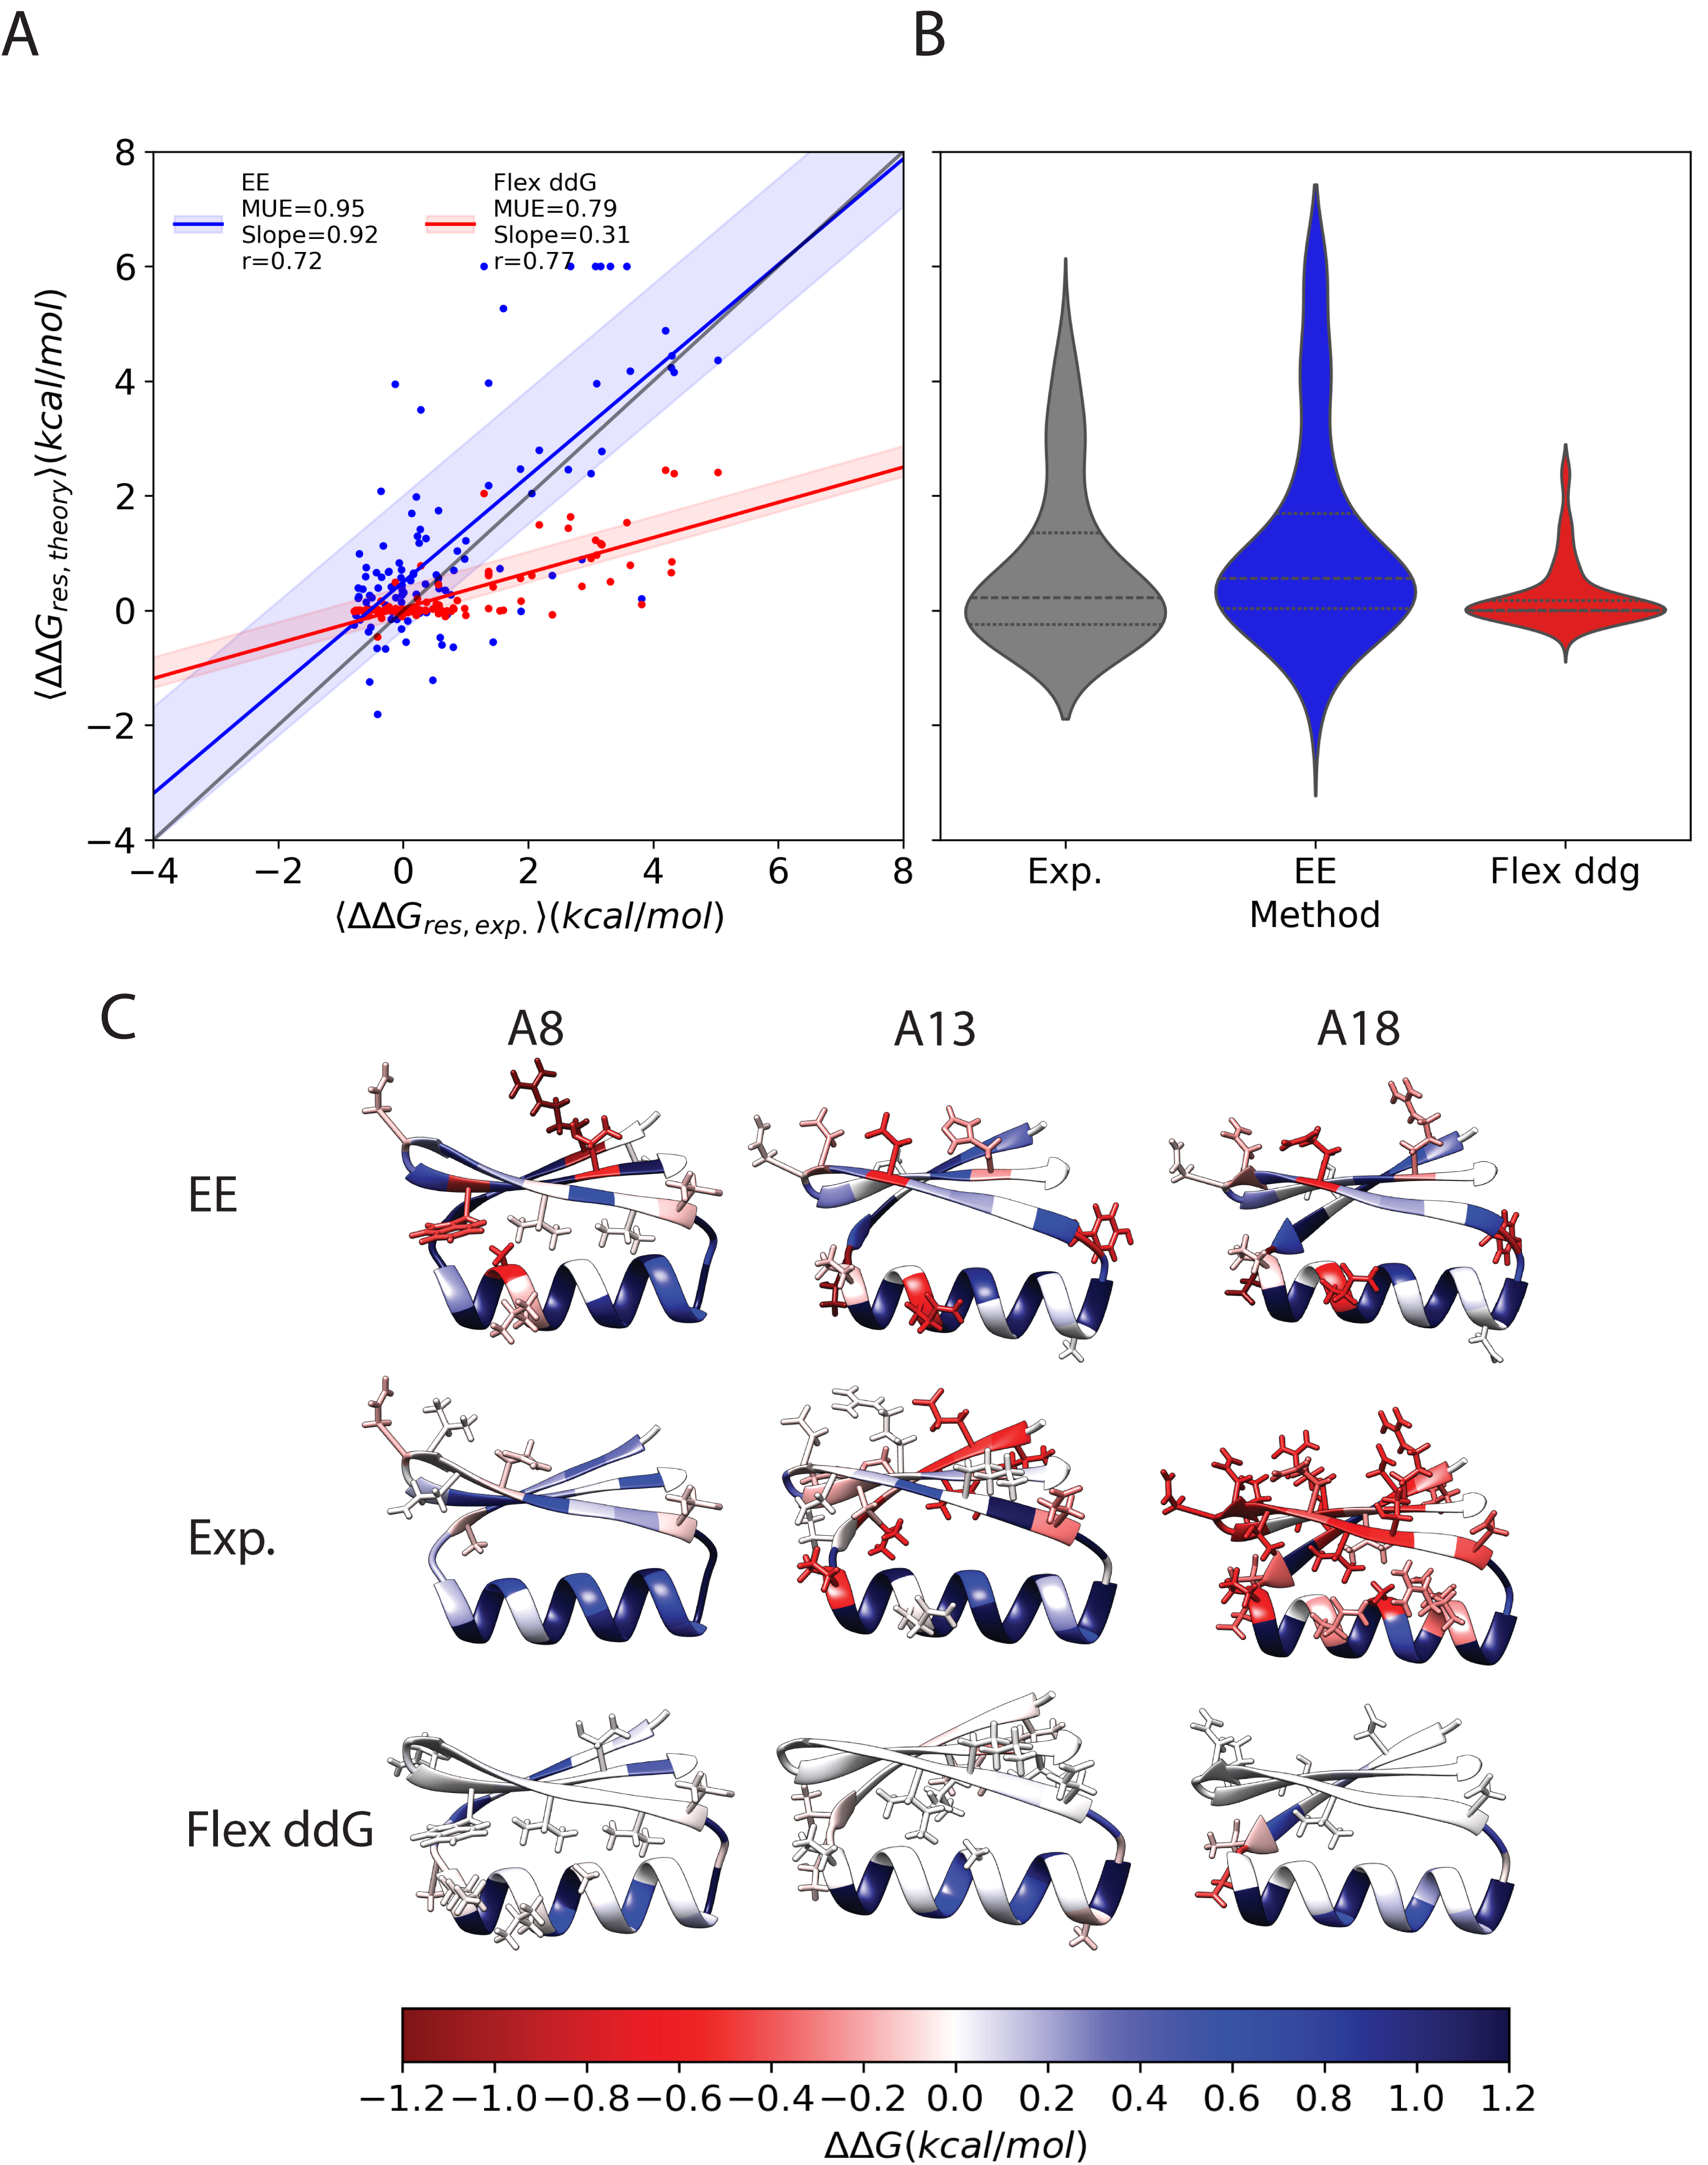 A
B
8
6
4
2
0
−2
−4
⟨ΔΔG_{res, theory}⟩(kcal/mol)
EE
MUE=0.95
Slope=0.92
r=0.72
Flex ddG
MUE=0.79
Slope=0.31
r=0.77
−4 −2 0 2 4 6 8
⟨ΔΔG_{res, exp.}⟩(kcal/mol)
Exp. EE Flex ddg
Method
C
A8 A13 A18
EE
Exp.
Flex ddG
−1.2 −1.0 −0.8 −0.6 −0.4 −0.2 0.0 0.2 0.4 0.6 0.8 1.0 1.2
ΔΔG(kcal/mol)